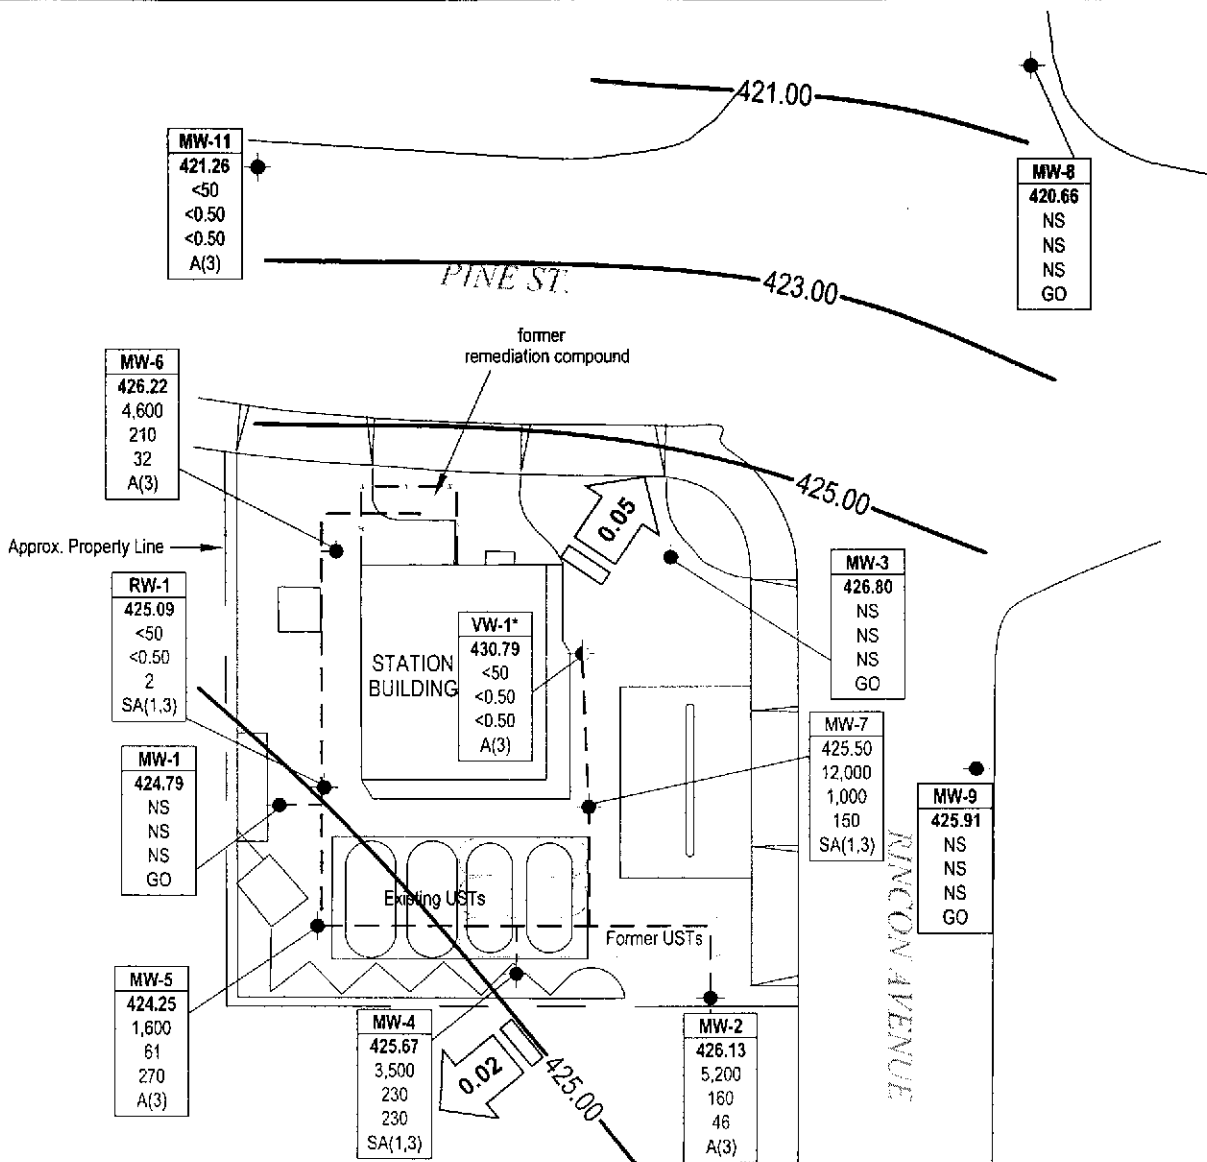 421.00
MW-11
421.26
<50
<0.50
<0.50
A(3)
MW-8
420.66
NS
NS
NS
GO
PINE ST.
423.00
former
remediation compound
MW-6
426.22
4,600
210
32
A(3)
425.00
0.05
Approx. Property Line
MW-3
426.80
NS
NS
NS
GO
RW-1
425.09
<50
<0.50
2
SA(1,3)
VW-1*
430.79
<50
<0.50
<0.50
A(3)
STATION
BUILDING
MW-7
425.50
12,000
1,000
150
SA(1,3)
MW-1
424.79
NS
NS
NS
GO
MW-9
425.91
NS
NS
NS
GO
RINCON AVENUE
Existing USTs
Former USTs
MW-5
424.25
1,600
61
270
A(3)
MW-4
425.67
3,500
230
230
SA(1,3)
0.02
425.00
MW-2
426.13
5,200
160
46
A(3)